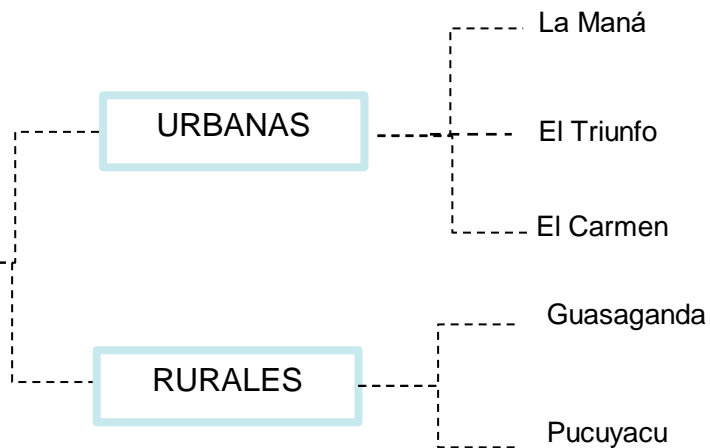 URBANAS
La Maná
El Triunfo
El Carmen
RURALES
Guasaganda
Pucuyacu